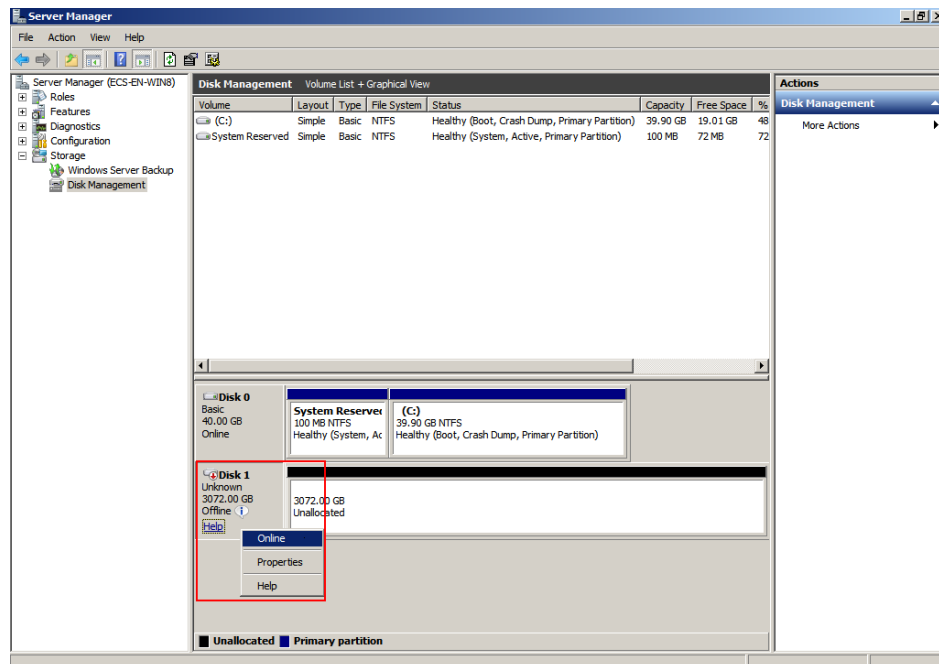 Server Manager
File Action View Help
Server Manager (ECS-EN-WIN8)
Roles
Features
Diagnostics
Configuration
Storage
Windows Server Backup
Disk Management
Disk Management Volume List + Graphical View
Volume Layout Type File System Status Capacity Free Space %
(C:) Simple Basic NTFS Healthy (Boot, Crash Dump, Primary Partition) 39.90 GB 19.01 GB 48
System Reserved Simple Basic NTFS Healthy (System, Active, Primary Partition) 100 MB 72 MB 72
Disk 0
Basic
40.00 GB
Online
System Reserve
100 MB NTFS
Healthy (System, Ac
(C:)
39.90 GB NTFS
Healthy (Boot, Crash Dump, Primary Partition)
Disk 1
Unknown
3072.00 GB
Offline
Help
3072.00 GB
Unallocated
Online
Properties
Help
Unallocated Primary partition
Actions
Disk Management
More Actions